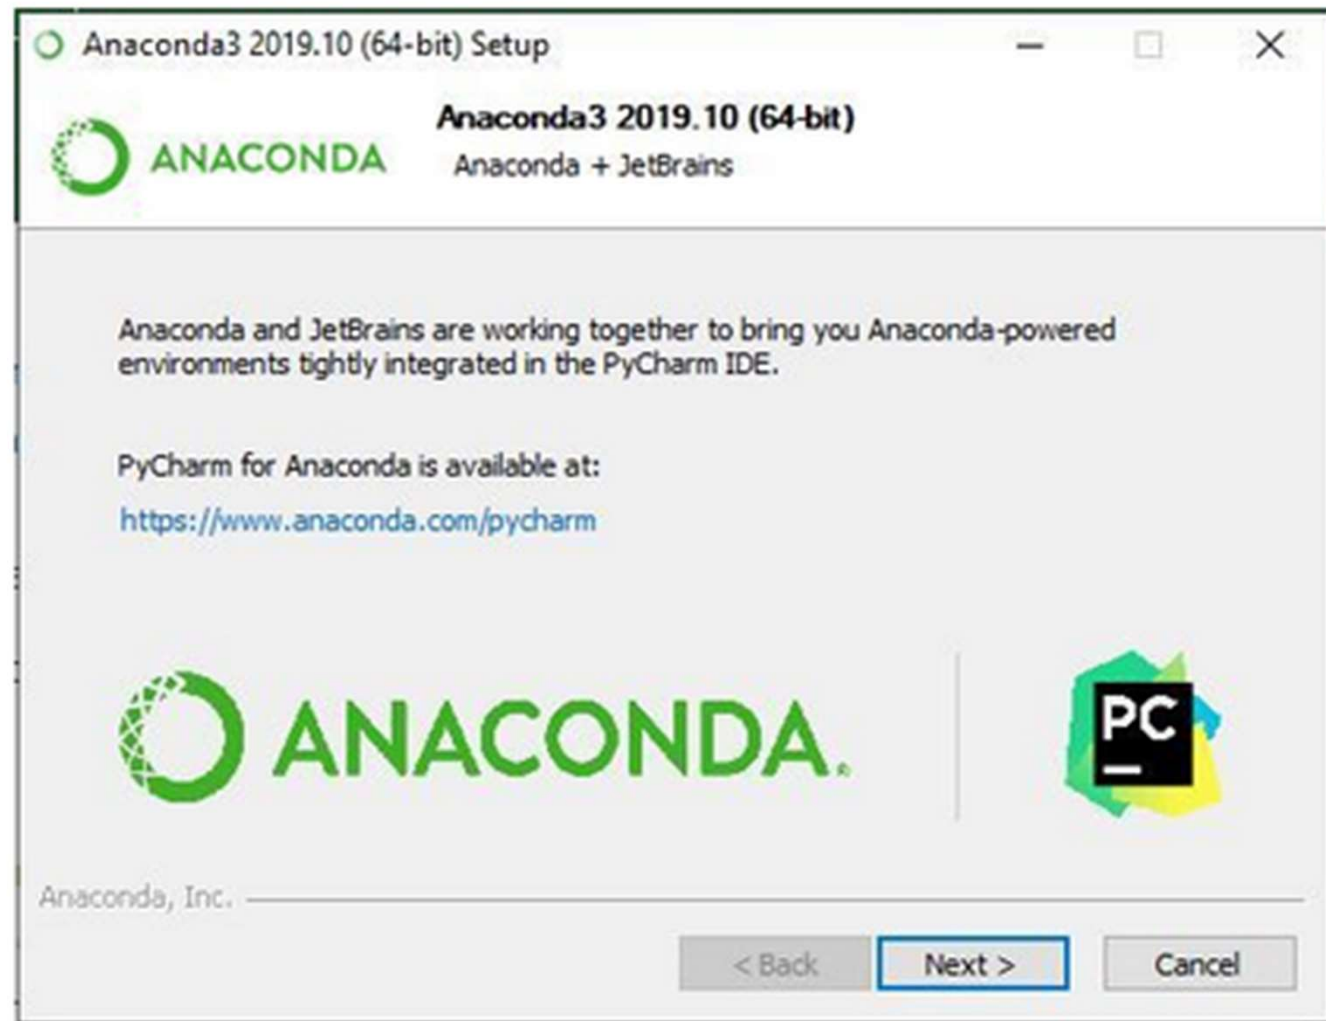 Anaconda3 2019.10 (64-bit) Setup
Anaconda3 2019.10 (64-bit)
ANACONDA
Anaconda + JetBrains
Anaconda and JetBrains are working together to bring you Anaconda-powered
environments tightly integrated in the PyCharm IDE.
PyCharm for Anaconda is available at:
https://www.anaconda.com/pycharm
ANACONDA®
PC
Anaconda, Inc.
< Back
Next >
Cancel